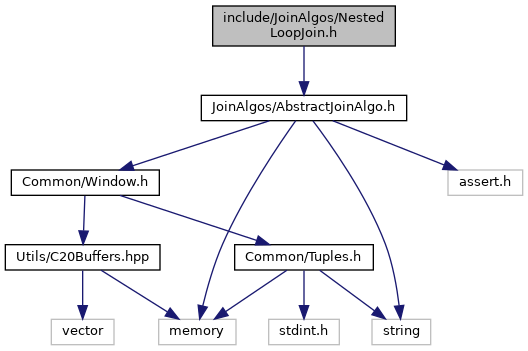 include/JoinAlgos/Nested
LoopJoin.h
JoinAlgos/AbstractJoinAlgo.h
Common/Window.h
assert.h
Utils/C20Buffers.hpp
Common/Tuples.h
vector
memory
stdint.h
string